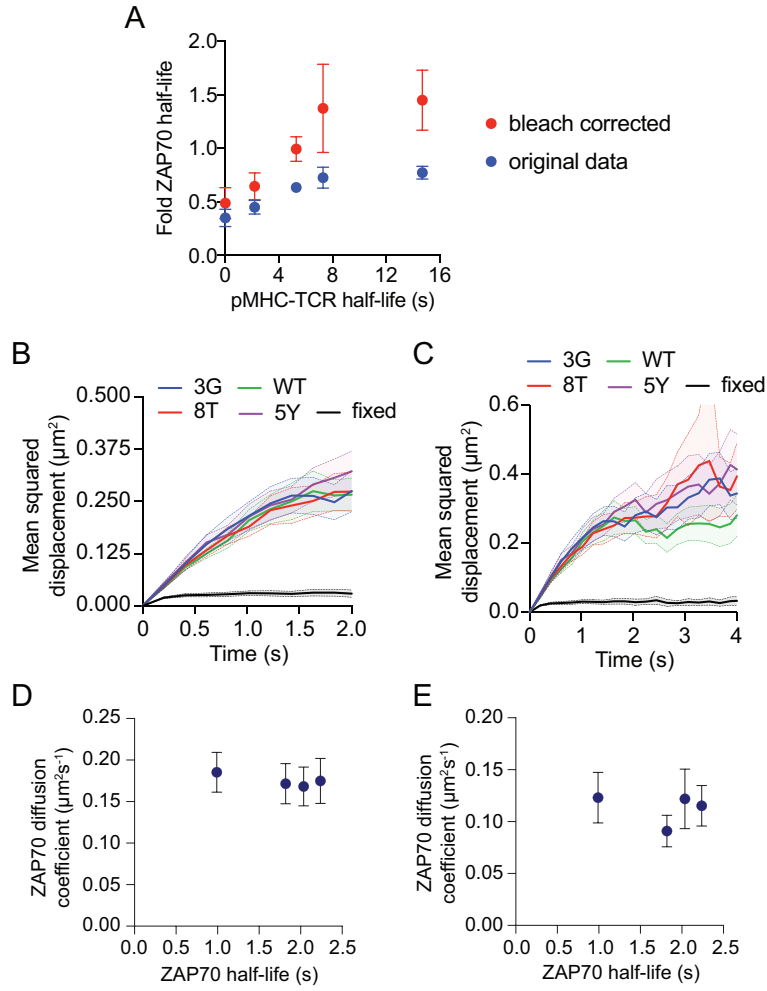 A
Fold ZAP70 half-life
2.0
1.5
1.0
0.5
0.0
0 4 8 12 16
pMHC-TCR half-life (s)
bleach corrected
original data
B
3G WT
8T 5Y fixed
Mean squared
displacement (µm²)
0.500
0.375
0.250
0.125
0.000
0 0.5 1.0 1.5 2.0
Time (s)
C
3G WT
8T 5Y fixed
Mean squared
displacement (µm²)
0.6
0.4
0.2
0.0
0 1 2 3 4
Time (s)
D
ZAP70 diffusion
coefficient (µm²s⁻¹)
0.25
0.20
0.15
0.10
0.05
0.00
0.0 0.5 1.0 1.5 2.0 2.5
ZAP70 half-life (s)
E
ZAP70 diffusion
coefficient (µm²s⁻¹)
0.20
0.15
0.10
0.05
0.00
0.0 0.5 1.0 1.5 2.0 2.5
ZAP70 half-life (s)